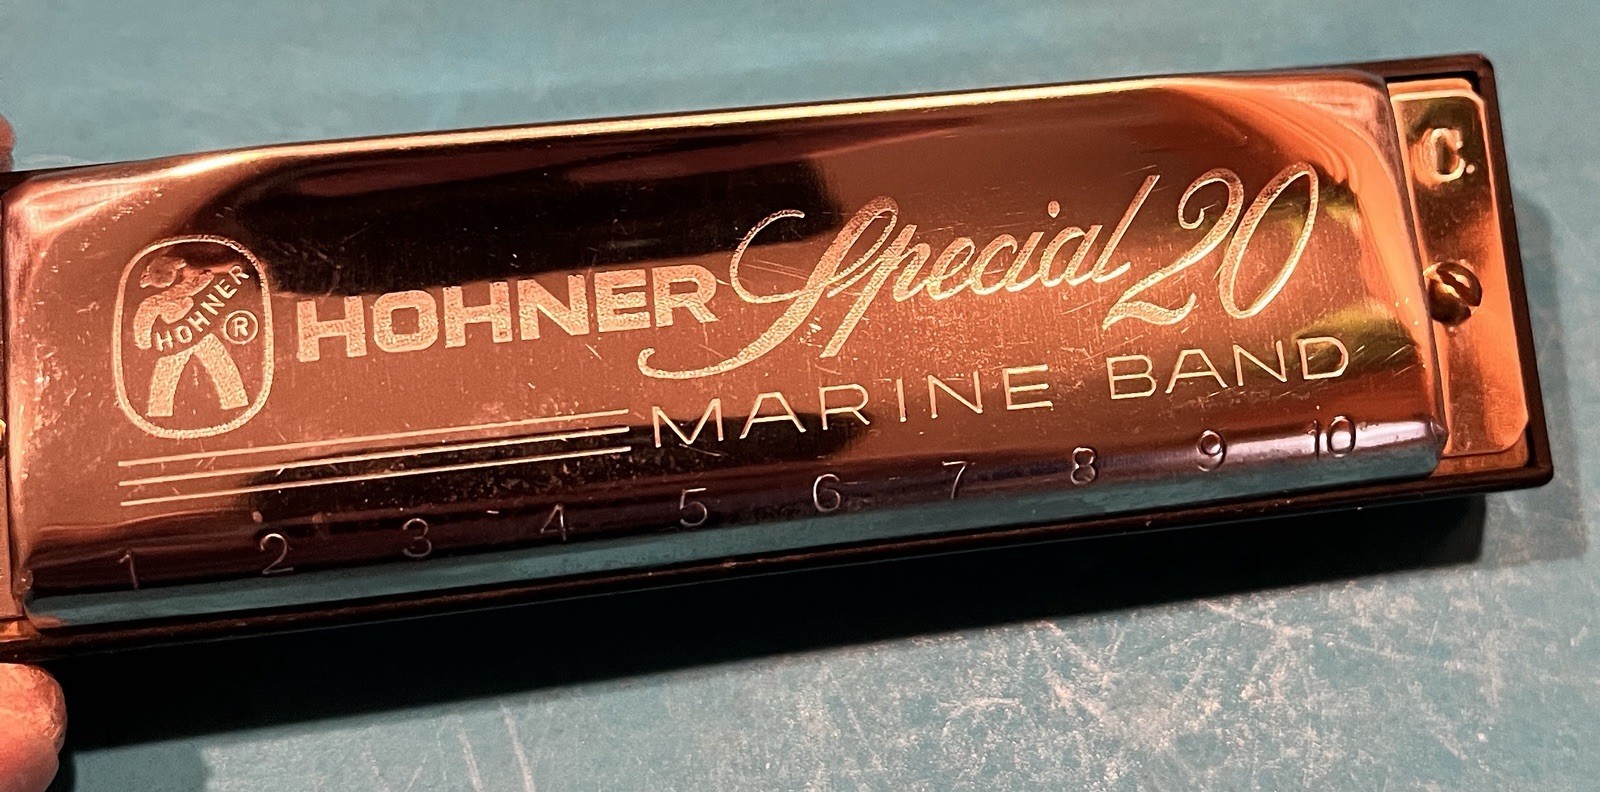 HOHNER ®
HOHNER Special 20
MARINE BAND
1 2 3 4 5 6 7 8 9 10
C.